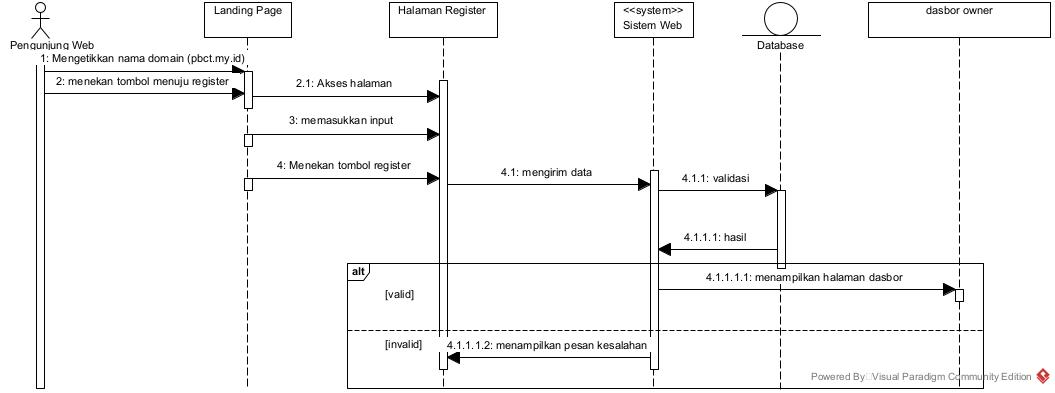 Landing Page
Halaman Register
<<system>>
Sistem Web
dasbor owner
Pengunjung Web
Database
1: Mengetikkan nama domain (pbct.my.id)
2: menekan tombol menuju register
2.1: Akses halaman
3: memasukkan input
4: Menekan tombol register
4.1: mengirim data
4.1.1: validasi
4.1.1.1: hasil
alt
4.1.1.1.1: menampilkan halaman dasbor
[valid]
[invalid]
4.1.1.1.2: menampilkan pesan kesalahan
Powered By Visual Paradigm Community Edition